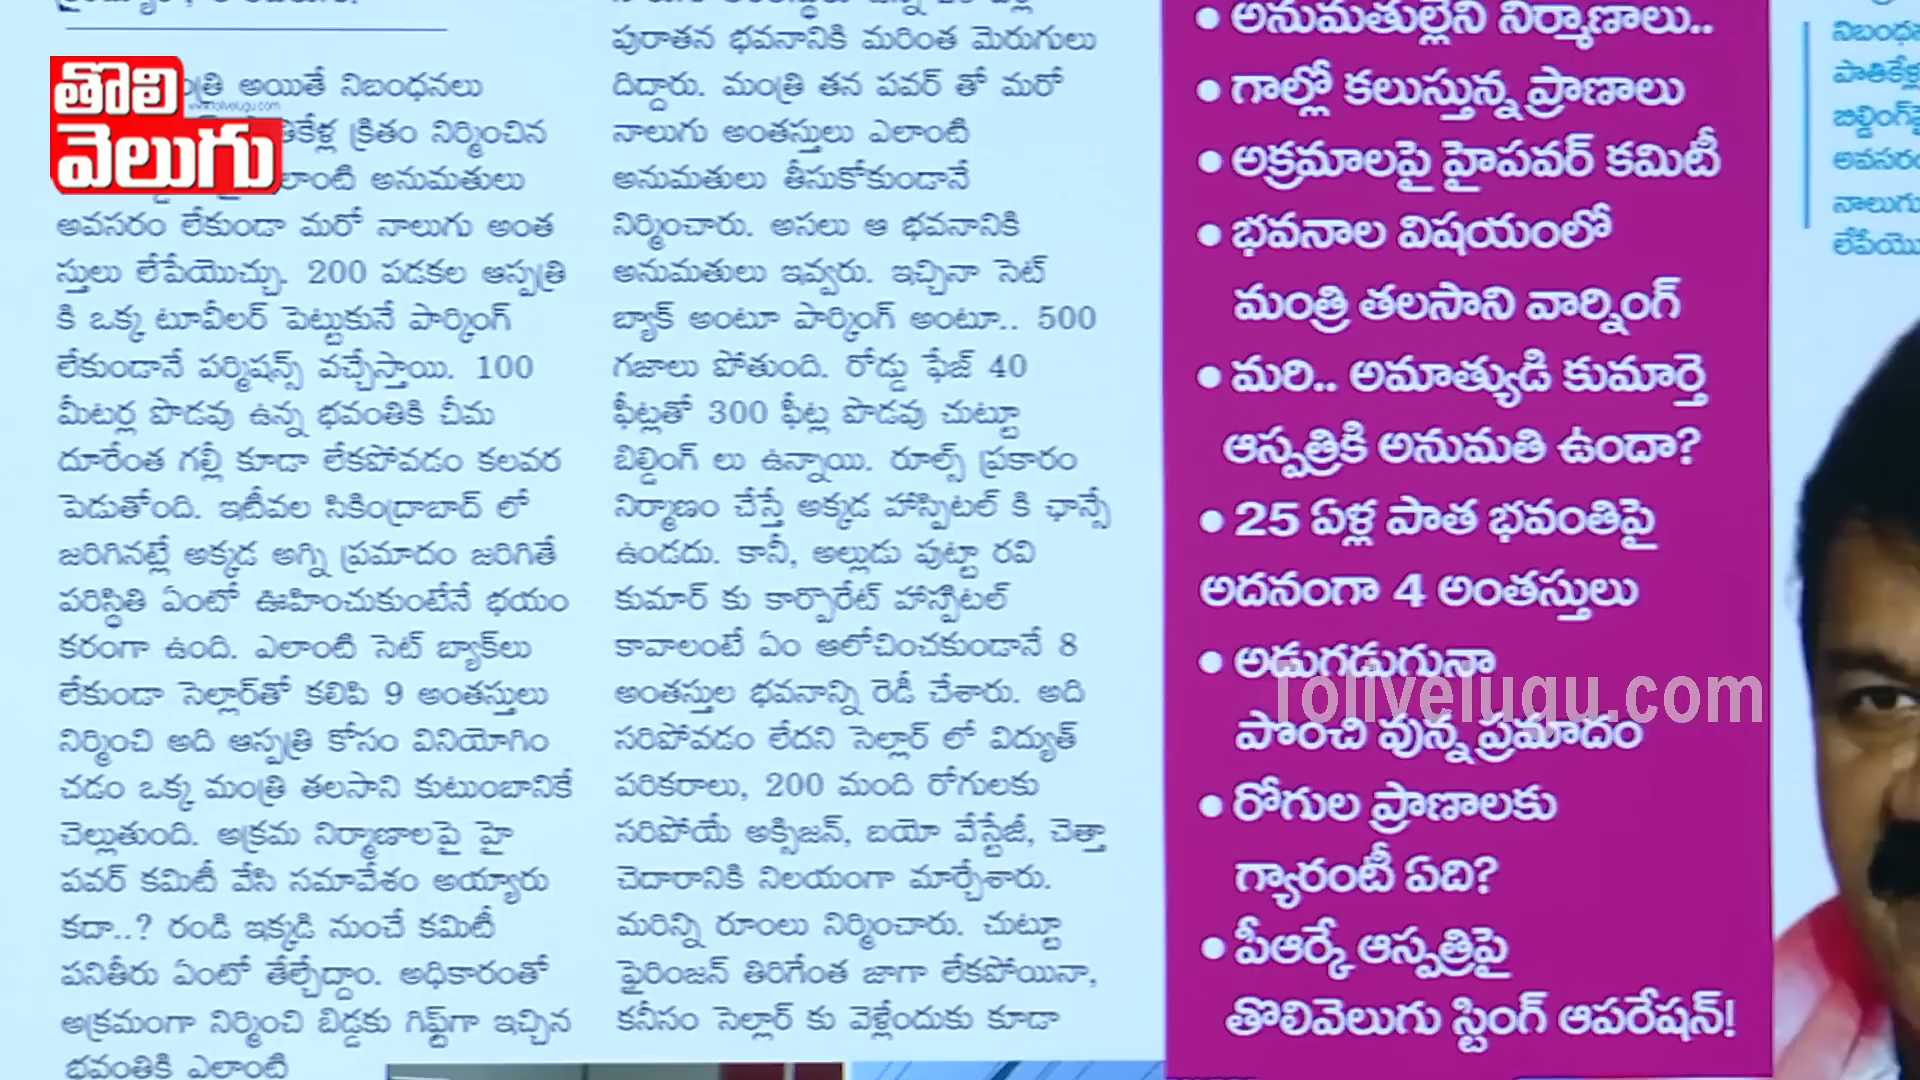 తొలి
వెలుగు
www.tolivelugu.com
త్రి అయితే నిబంధనలు
తికేళ్ల క్రితం నిర్మించిన
లాంటి అనుమతులు
అవసరం లేకుండా మరో నాలుగు అంత
స్తులు లేపేయొచ్చు. 200 పడకల ఆస్పత్రి
కి ఒక్క టూవీలర్ పెట్టుకునే పార్కింగ్
లేకుండానే పర్మిషన్స్ వచ్చేస్తాయి. 100
మీటర్ల పొడవు ఉన్న భవంతికి చీమ
దూరేంత గల్లీ కూడా లేకపోవడం కలవర
పెడుతోంది. ఇటీవల సికింద్రాబాద్ లో
జరిగినట్లే అక్కడ అగ్ని ప్రమాదం జరిగితే
పరిస్థితి ఏంటో ఊహించుకుంటేనే భయం
కరంగా ఉంది. ఎలాంటి సెట్ బ్యాక్‌లు
లేకుండా సెల్లార్‌తో కలిపి 9 అంతస్తులు
నిర్మించి అది ఆస్పత్రి కోసం వినియోగిం
చడం ఒక్క మంత్రి తలసాని కుటుంబానికే
చెల్లుతుంది. అక్రమ నిర్మాణాలపై హై
పవర్ కమిటీ వేసి సమావేశం అయ్యారు
కదా..? రండి ఇక్కడి నుంచే కమిటీ
పనితీరు ఏంటో తేల్చేద్దాం. అధికారంతో
అక్రమంగా నిర్మించి బిడ్డకు గిఫ్ట్‌గా ఇచ్చిన
భవంతికి ఎలాంటి
పురాతన భవనానికి మరింత మెరుగులు
దిద్దారు. మంత్రి తన పవర్ తో మరో
నాలుగు అంతస్తులు ఎలాంటి
అనుమతులు తీసుకోకుండానే
నిర్మించారు. అసలు ఆ భవనానికి
అనుమతులు ఇవ్వరు. ఇచ్చినా సెట్
బ్యాక్ అంటూ పార్కింగ్ అంటూ.. 500
గజాలు పోతుంది. రోడ్డు ఫేజ్ 40
ఫీట్లతో 300 ఫీట్ల పొడవు చుట్టూ
బిల్డింగ్ లు ఉన్నాయి. రూల్స్ ప్రకారం
నిర్మాణం చేస్తే అక్కడ హాస్పిటల్ కి ఛాన్సే
ఉండదు. కానీ, అల్లుడు పుట్టా రవి
కుమార్ కు కార్పొరేట్ హాస్పిటల్
కావాలంటే ఏం ఆలోచించకుండానే 8
అంతస్తుల భవనాన్ని రెడీ చేశారు. అది
సరిపోవడం లేదని సెల్లార్ లో విద్యుత్
పరికరాలు, 200 మంది రోగులకు
సరిపోయే ఆక్సిజన్, బయో వేస్టేజీ, చెత్తా
చెదారానికి నిలయంగా మార్చేశారు.
మరిన్ని రూంలు నిర్మించారు. చుట్టూ
ఫైరింజన్ తిరిగేంత జాగా లేకపోయినా,
కనీసం సెల్లార్ కు వెళ్లేందుకు కూడా
• అనుమతుల్లేని నిర్మాణాలు..
• గాల్లో కలుస్తున్న ప్రాణాలు
• అక్రమాలపై హైపవర్ కమిటీ
• భవనాల విషయంలో
మంత్రి తలసాని వార్నింగ్
• మరి.. అమాత్యుడి కుమార్తె
ఆస్పత్రికి అనుమతి ఉందా?
• 25 ఏళ్ల పాత భవంతిపై
అదనంగా 4 అంతస్తులు
• అడుగడుగునా
పొంచి వున్న ప్రమాదం
• రోగుల ప్రాణాలకు
గ్యారంటీ ఏది?
• పీఆర్కే ఆస్పత్రిపై
తొలివెలుగు స్టింగ్ ఆపరేషన్!
Tolivelugu.com
నిబంధన
పాతికేళ్ల
బిల్డింగ్‌పై
అవసరం
నాలుగు
లేపేయొ